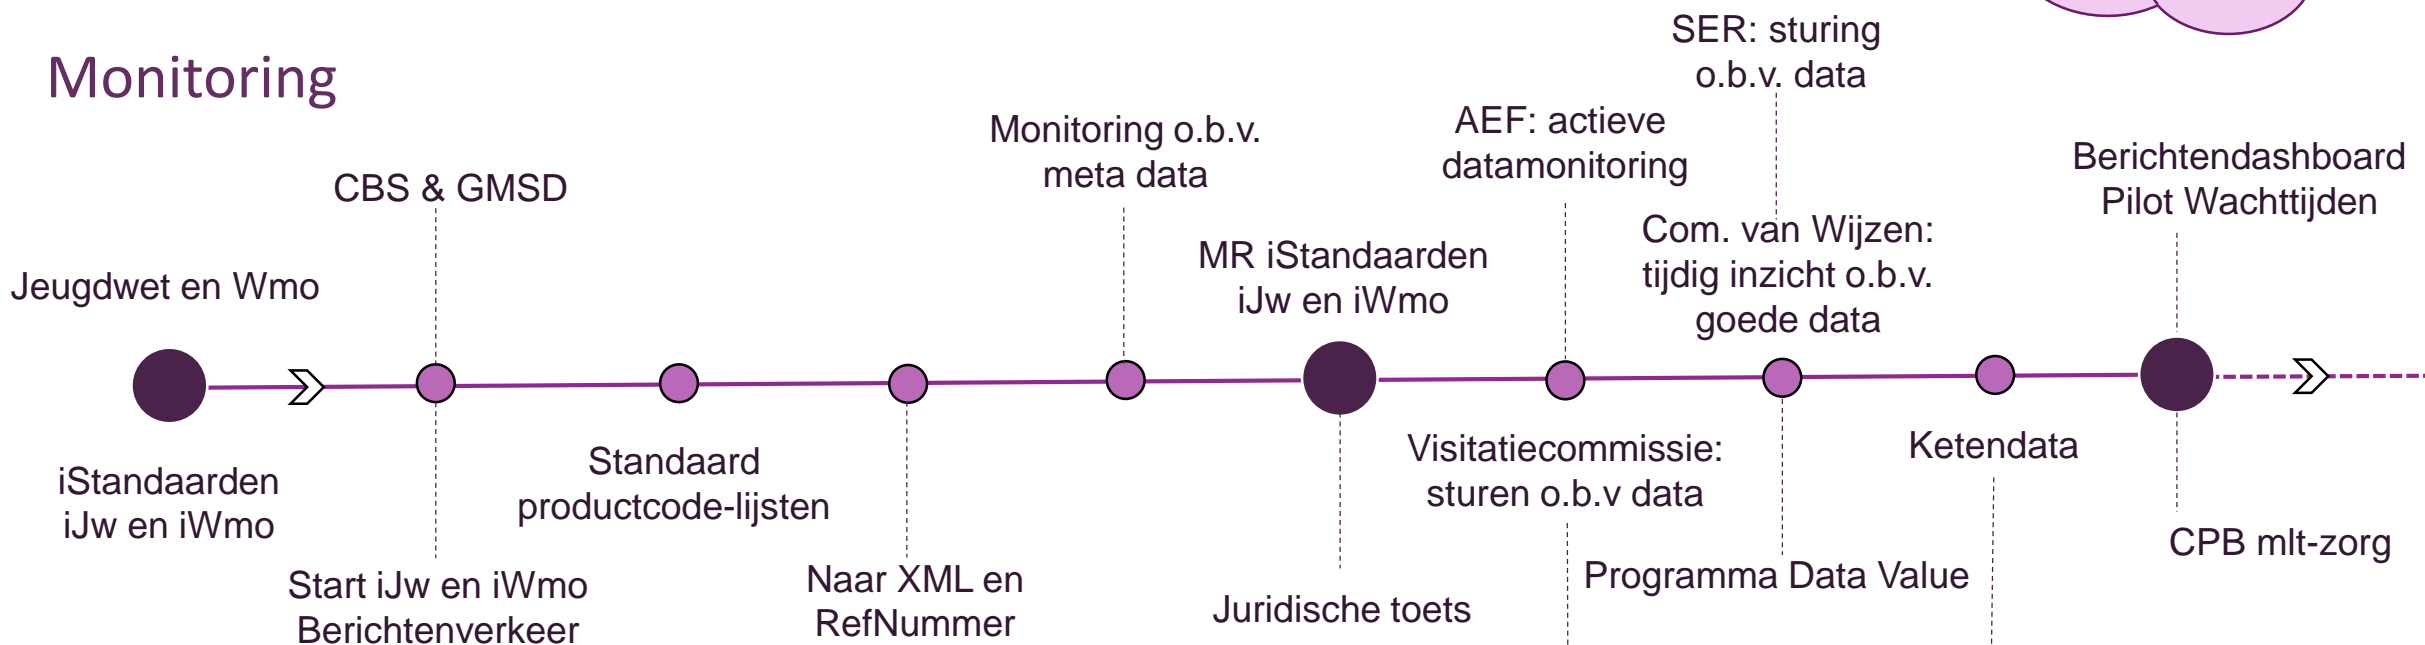 Monitoring
Jeugdwet en Wmo
iStandaarden
iJw en iWmo
CBS & GMSD
Start iJw en iWmo
Berichtenverkeer
Standaard
productcode-lijsten
Naar XML en
RefNummer
Monitoring o.b.v.
meta data
MR iStandaarden
iJw en iWmo
Juridische toets
AEF: actieve
datamonitoring
Visitatiecommissie:
sturen o.b.v data
SER: sturing
o.b.v. data
Com. van Wijzen:
tijdig inzicht o.b.v.
goede data
Programma Data Value
Ketendata
Berichtendashboard
Pilot Wachttijden
CPB mlt-zorg